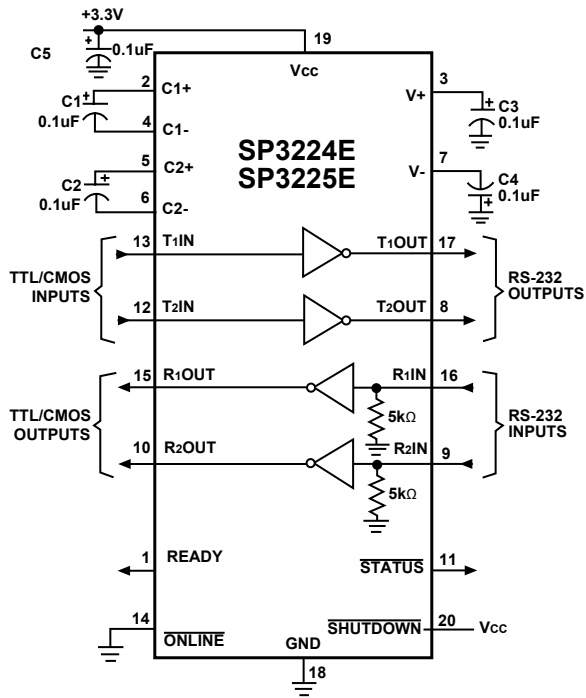 +3.3V
C5
0.1uF
19
VCC
2
C1+
C1
0.1uF
4
C1-
5
C2+
C2
0.1uF
6
C2-
3
V+
C3
0.1uF
7
V-
C4
0.1uF
SP3224E
SP3225E
13
T1IN
T1OUT
17
TTL/CMOS
INPUTS
RS-232
OUTPUTS
12
T2IN
T2OUT
8
15
R1OUT
R1IN
16
5kΩ
TTL/CMOS
OUTPUTS
RS-232
INPUTS
10
R2OUT
R2IN
9
5kΩ
1
READY
STATUS
11
14
ONLINE
SHUTDOWN
20
VCC
GND
18